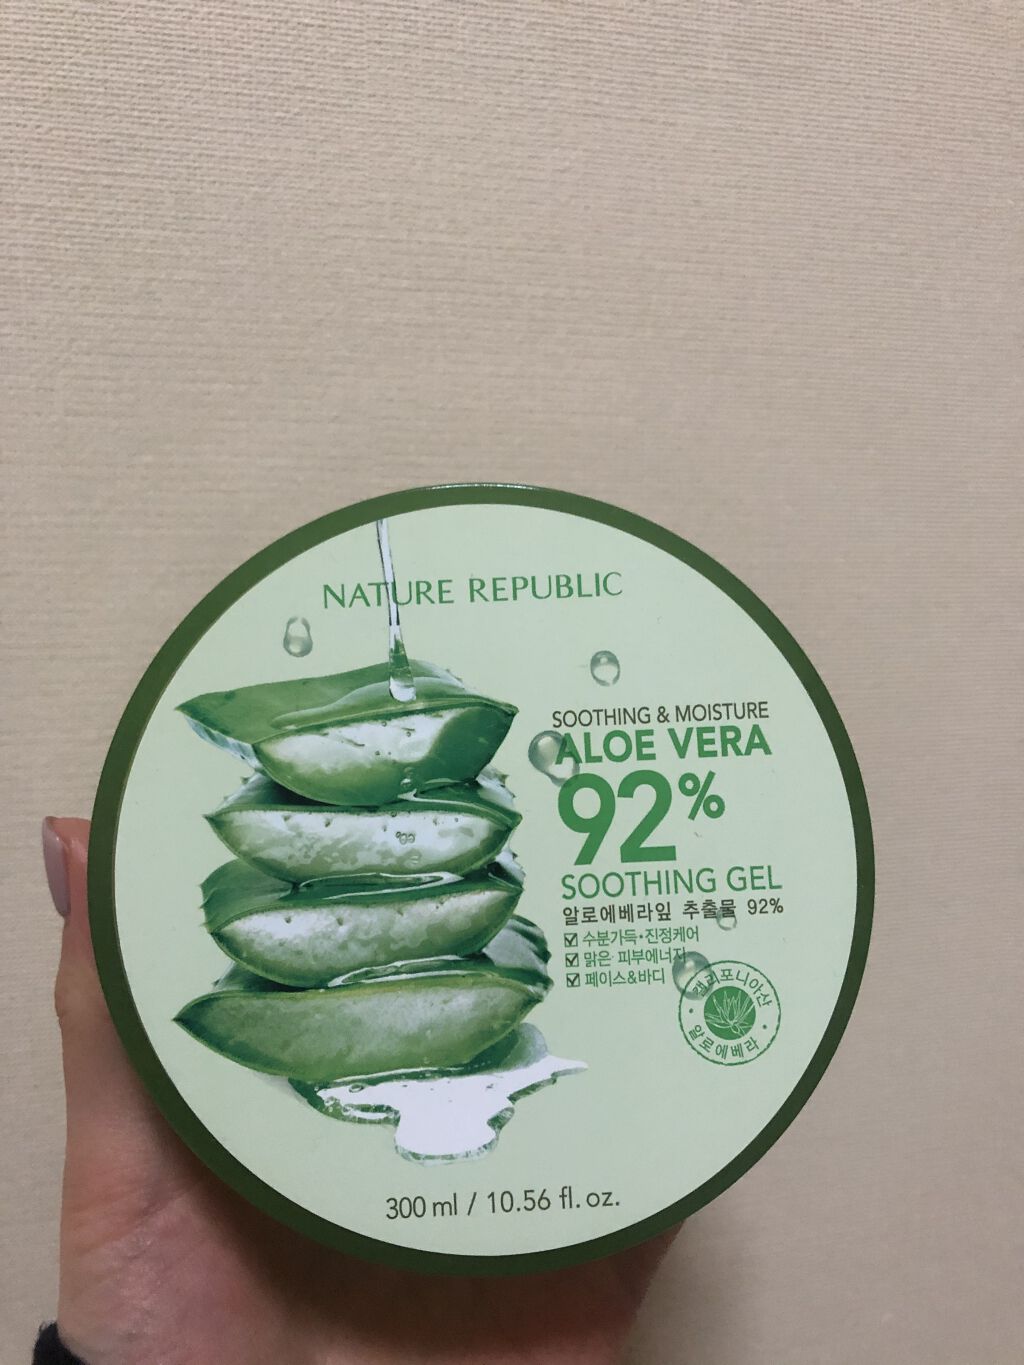 NATURE REPUBLIC
SOOTHING & MOISTURE
ALOE VERA
92%
SOOTHING GEL
알로에베라잎 추출물 92%
수분가득·진정케어
맑은 피부에너지
페이스&바디
캘리포니아산
알로에베라
300 ml / 10.56 fl. oz.